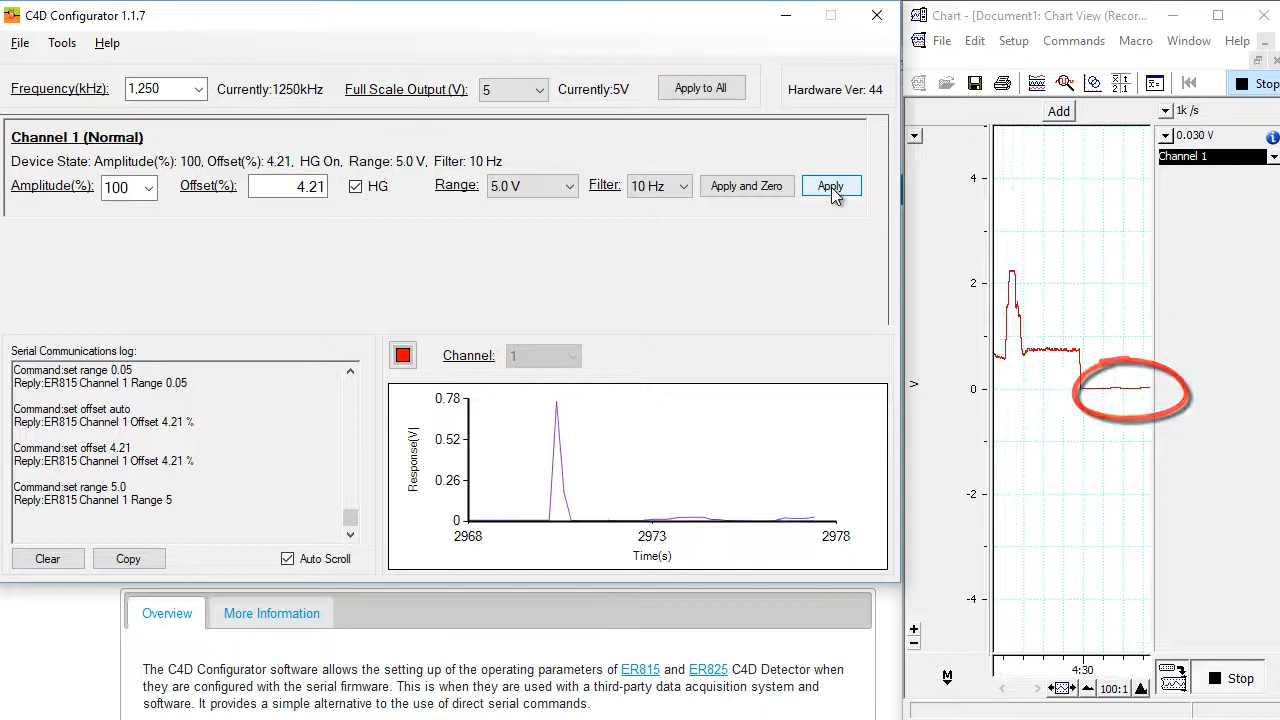 C4D Configurator 1.1.7
File Tools Help
Frequency(kHz): 1,250 Currently:1250kHz Full Scale Output(V): 5 Currently:5V Apply to All Hardware Ver: 44
Channel 1 (Normal)
Device State: Amplitude(%): 100, Offset(%): 4.21, HG On, Range: 5.0 V, Filter: 10 Hz
Amplitude(%): 100 Offset(%): 4.21 HG Range: 5.0 V Filter: 10 Hz Apply and Zero Apply
Serial Communications log:
Command:set range 0.05
Reply:ER815 Channel 1 Range 0.05
Command:set offset auto
Reply:ER815 Channel 1 Offset 4.21 %
Command:set offset 4.21
Reply:ER815 Channel 1 Offset 4.21 %
Command:set range 5.0
Reply:ER815 Channel 1 Range 5
Clear Copy Auto Scroll
Channel: 1
Response(V)
0.78
0.52
0.26
0
2968 2973 2978
Time(s)
Overview More Information
The C4D Configurator software allows the setting up of the operating parameters of ER815 and ER825 C4D Detector when
they are configured with the serial firmware. This is when they are used with a third-party data acquisition system and
software. It provides a simple alternative to the use of direct serial commands.
Chart - [Document1: Chart View (Recor...
File Edit Setup Commands Macro Window Help
Stop
Add 1k /s
0.030 V
Channel 1
4
2
0
-2
-4
4:30
M
100:1 Stop